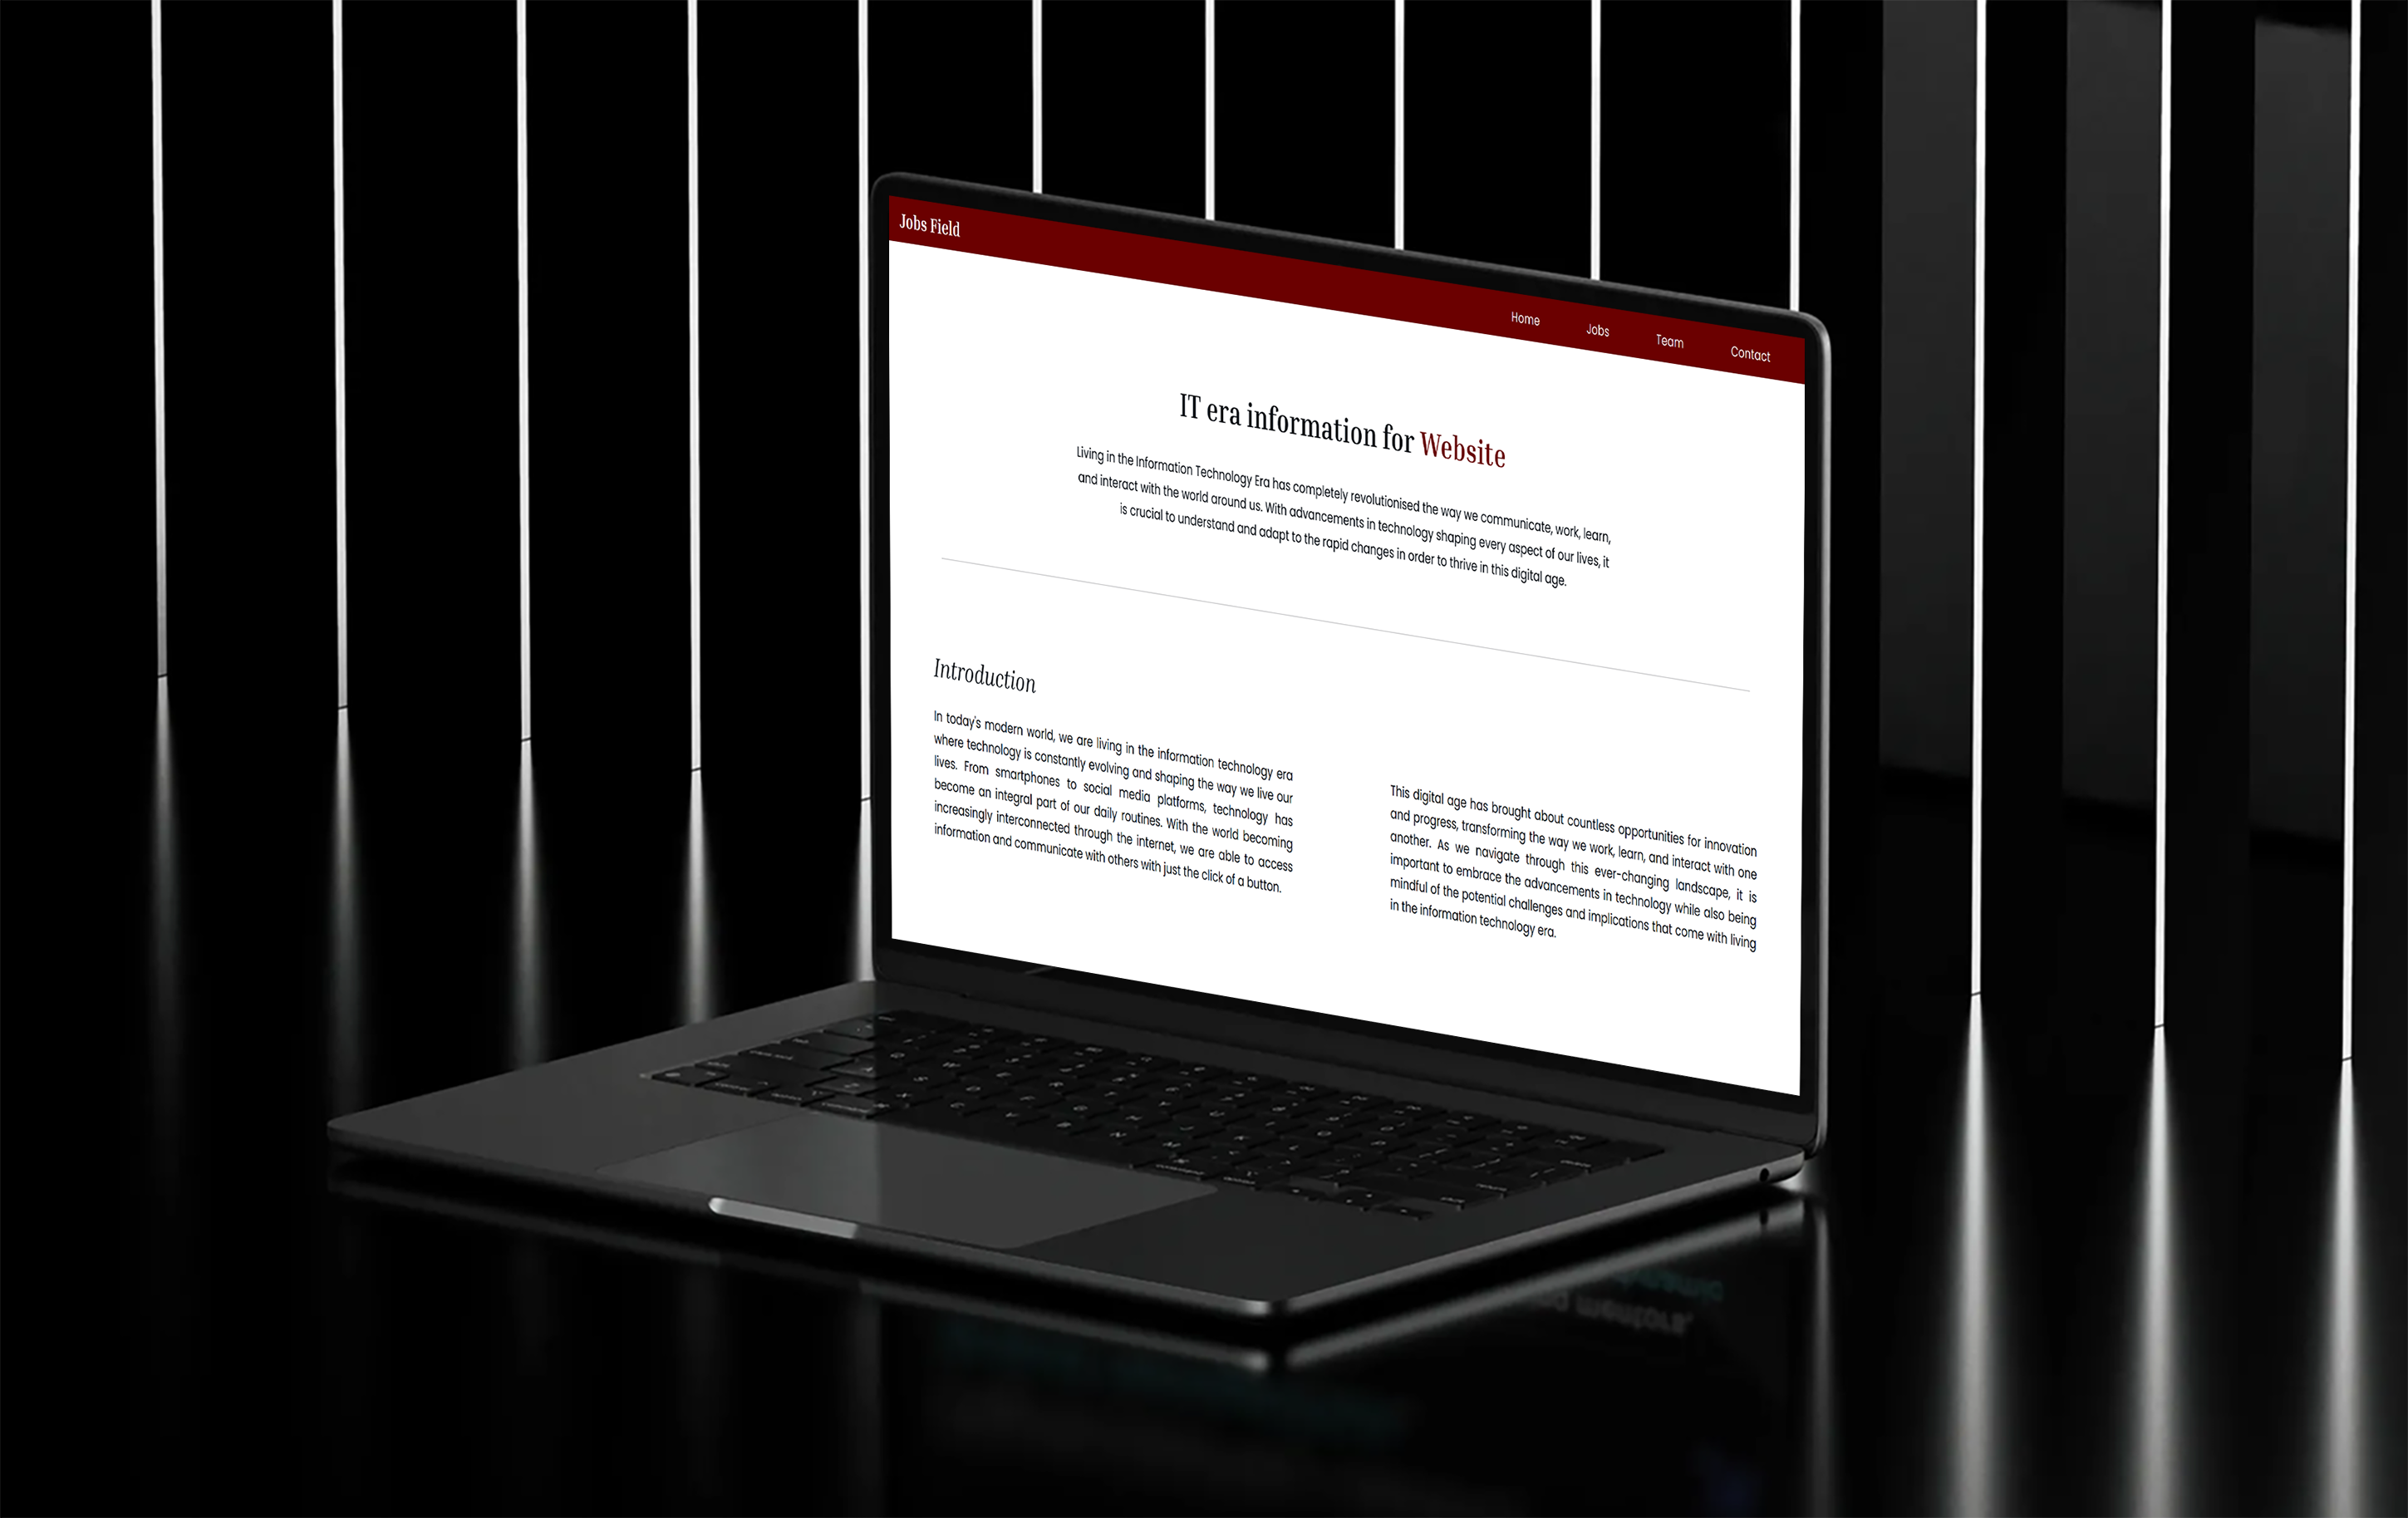 Jobs Field
Home Jobs Team Contact
IT era information for Website
Living in the Information Technology Era has completely revolutionised the way we communicate, work, learn,
and interact with the world around us. With advancements in technology shaping every aspect of our lives, it
is crucial to understand and adapt to the rapid changes in order to thrive in this digital age.
Introduction
In today's modern world, we are living in the information technology era
where technology is constantly evolving and shaping the way we live our
lives. From smartphones to social media platforms, technology has
become an integral part of our daily routines. With the world becoming
increasingly interconnected through the internet, we are able to access
information and communicate with others with just the click of a button.
This digital age has brought about countless opportunities for innovation
and progress, transforming the way we work, learn, and interact with one
another. As we navigate through this ever-changing landscape, it is
important to embrace the advancements in technology while also being
mindful of the potential challenges and implications that come with living
in the information technology era.